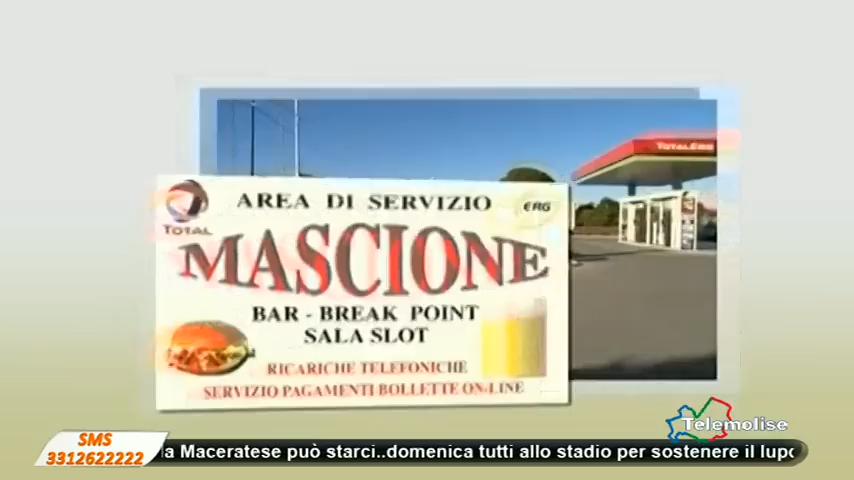 TOTALERG
AREA DI SERVIZIO
TOTAL
ERG
MASCIONE
BAR - BREAK POINT
SALA SLOT
RICARICHE TELEFONICHE
SERVIZIO PAGAMENTI BOLLETTE ON-LINE
Telemolise
SMS
3312622222
la Maceratese può starci..domenica tutti allo stadio per sostenere il lupo